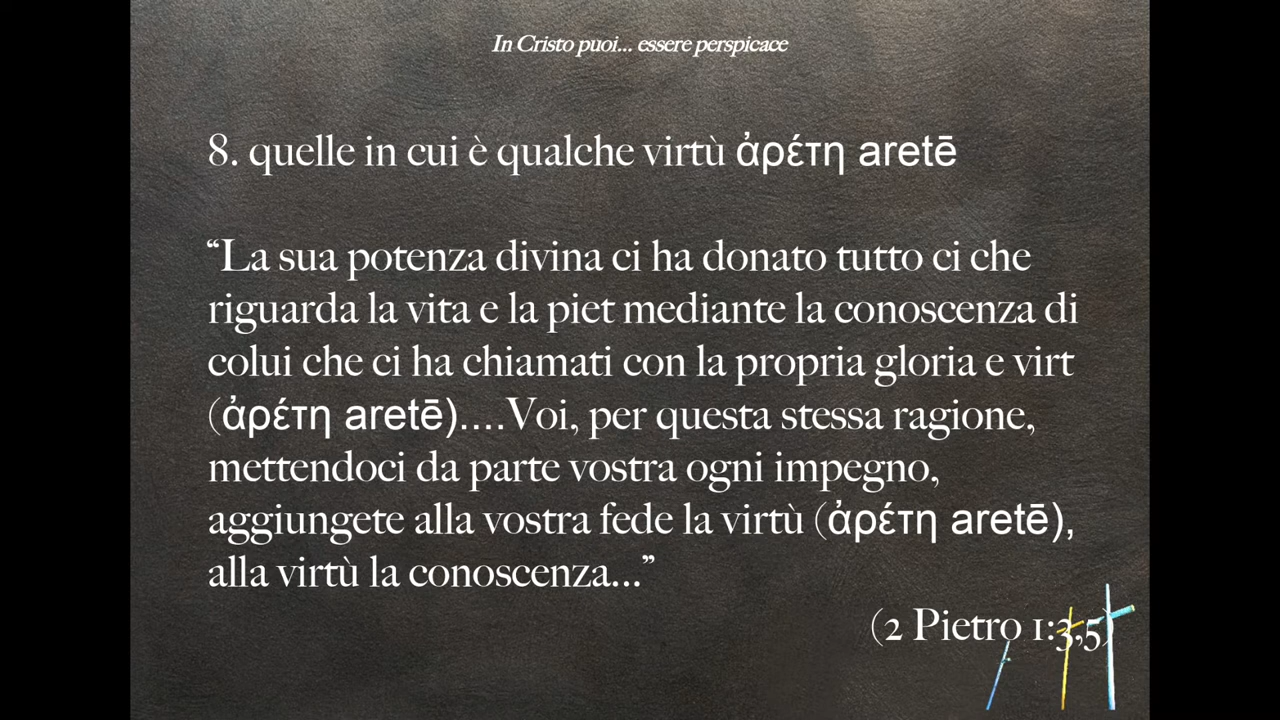 In Cristo puoi... essere perspicace
8. quelle in cui è qualche virtù ἀρέτη aretē
“La sua potenza divina ci ha donato tutto ci che
riguarda la vita e la piet mediante la conoscenza di
colui che ci ha chiamati con la propria gloria e virt
(ἀρέτη aretē)....Voi, per questa stessa ragione,
mettendoci da parte vostra ogni impegno,
aggiungete alla vostra fede la virtù (ἀρέτη aretē),
alla virtù la conoscenza...”
(2 Pietro 1:3,5)